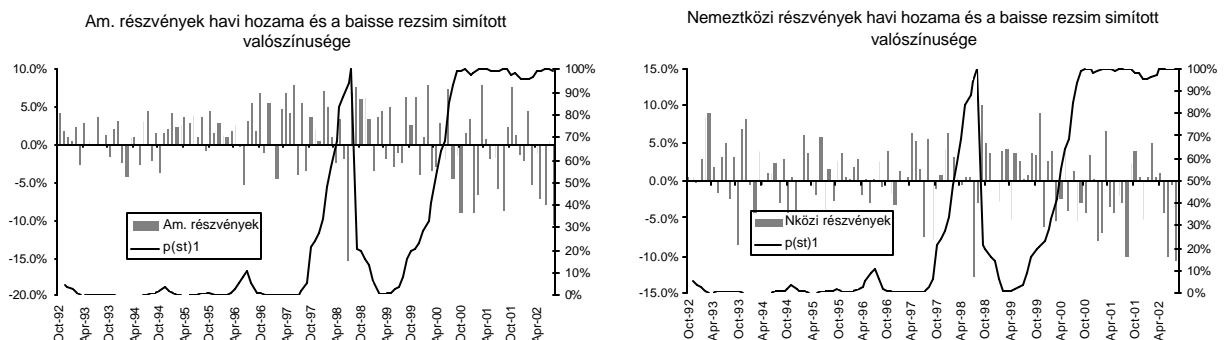 Am. részvények havi hozama és a baisse rezsim simított
valószínusége
10.0%
5.0%
0.0%
-5.0%
-10.0%
-15.0%
-20.0%
100%
90%
80%
70%
60%
50%
40%
30%
20%
10%
0%
Am. részvények
p(st)1
Oct-92
Apr-93
Oct-93
Apr-94
Oct-94
Apr-95
Oct-95
Apr-96
Oct-96
Apr-97
Oct-97
Apr-98
Oct-98
Apr-99
Oct-99
Apr-00
Oct-00
Apr-01
Oct-01
Apr-02
Nemeztközi részvények havi hozama és a baisse rezsim simított
valószínusége
15.0%
10.0%
5.0%
0.0%
-5.0%
-10.0%
-15.0%
100%
90%
80%
70%
60%
50%
40%
30%
20%
10%
0%
Nközi részvények
p(st)1
Oct-92
Apr-93
Oct-93
Apr-94
Oct-94
Apr-95
Oct-95
Apr-96
Oct-96
Apr-97
Oct-97
Apr-98
Oct-98
Apr-99
Oct-99
Apr-00
Oct-00
Apr-01
Oct-01
Apr-02